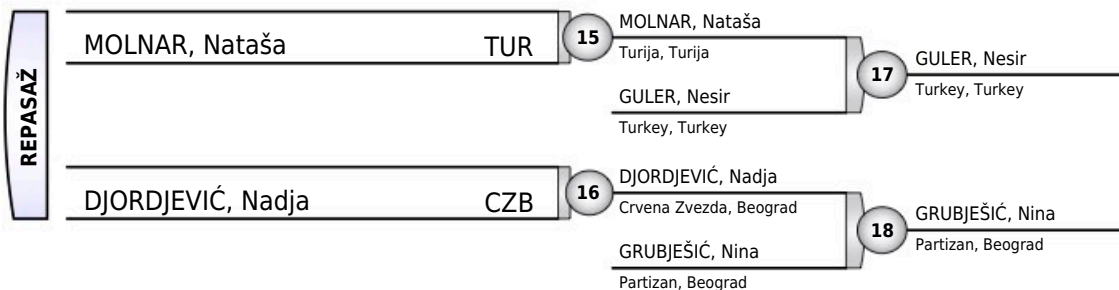 REPASAŽ
MOLNAR, Nataša TUR
15
MOLNAR, Nataša
Turija, Turija
GULER, Nesir
Turkey, Turkey
17
GULER, Nesir
Turkey, Turkey
DJORDJEVIĆ, Nadja CZB
16
DJORDJEVIĆ, Nadja
Crvena Zvezda, Beograd
GRUBJEŠIĆ, Nina
Partizan, Beograd
18
GRUBJEŠIĆ, Nina
Partizan, Beograd